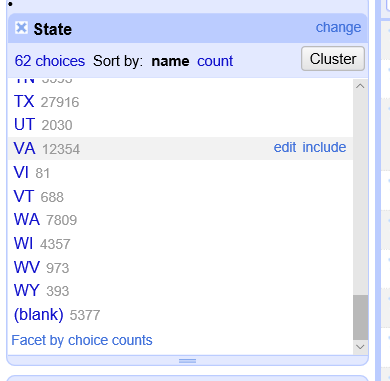 State change
62 choices Sort by: name count Cluster
TX 27916
UT 2030
VA 12354 edit include
VI 81
VT 688
WA 7809
WI 4357
WV 973
WY 393
(blank) 5377
Facet by choice counts